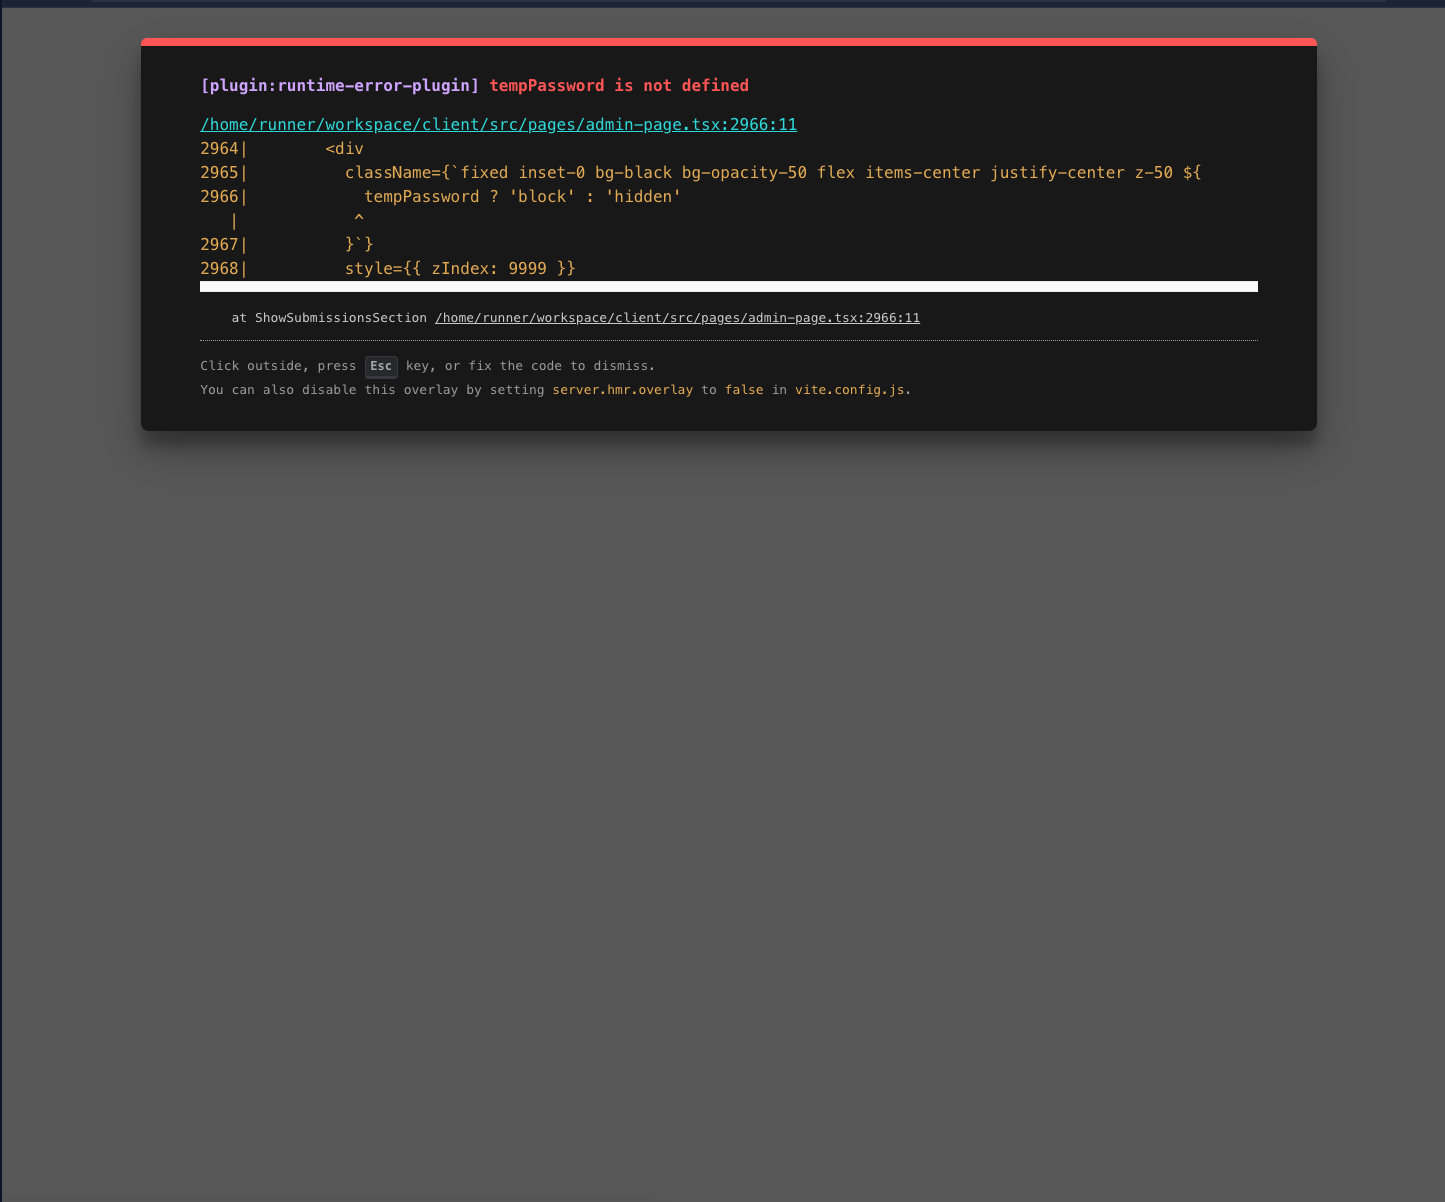 [plugin:runtime-error-plugin] tempPassword is not defined
/home/runner/workspace/client/src/pages/admin-page.tsx:2966:11
2964|        <div
2965|          className={`fixed inset-0 bg-black bg-opacity-50 flex items-center justify-center z-50 ${
2966|            tempPassword ? 'block' : 'hidden'
   |            ^
2967|          }`}
2968|          style={{ zIndex: 9999 }}
    at ShowSubmissionsSection /home/runner/workspace/client/src/pages/admin-page.tsx:2966:11
Click outside, press Esc key, or fix the code to dismiss.
You can also disable this overlay by setting server.hmr.overlay to false in vite.config.js.